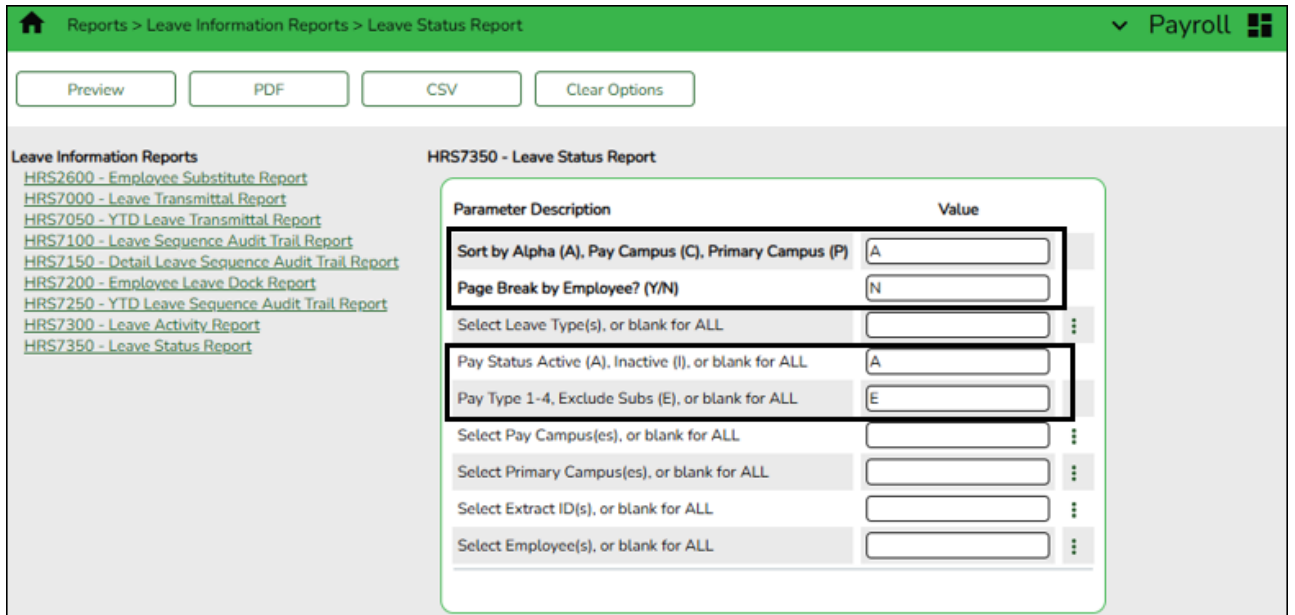 Reports > Leave Information Reports > Leave Status Report
Payroll
Preview
PDF
CSV
Clear Options
Leave Information Reports
HRS2600 - Employee Substitute Report
HRS7000 - Leave Transmittal Report
HRS7050 - YTD Leave Transmittal Report
HRS7100 - Leave Sequence Audit Trail Report
HRS7150 - Detail Leave Sequence Audit Trail Report
HRS7200 - Employee Leave Dock Report
HRS7250 - YTD Leave Sequence Audit Trail Report
HRS7300 - Leave Activity Report
HRS7350 - Leave Status Report
HRS7350 - Leave Status Report
Parameter Description Value
Sort by Alpha (A), Pay Campus (C), Primary Campus (P) A
Page Break by Employee? (Y/N) N
Select Leave Type(s), or blank for ALL
Pay Status Active (A), Inactive (I), or blank for ALL A
Pay Type 1-4, Exclude Subs (E), or blank for ALL E
Select Pay Campus(es), or blank for ALL
Select Primary Campus(es), or blank for ALL
Select Extract ID(s), or blank for ALL
Select Employee(s), or blank for ALL